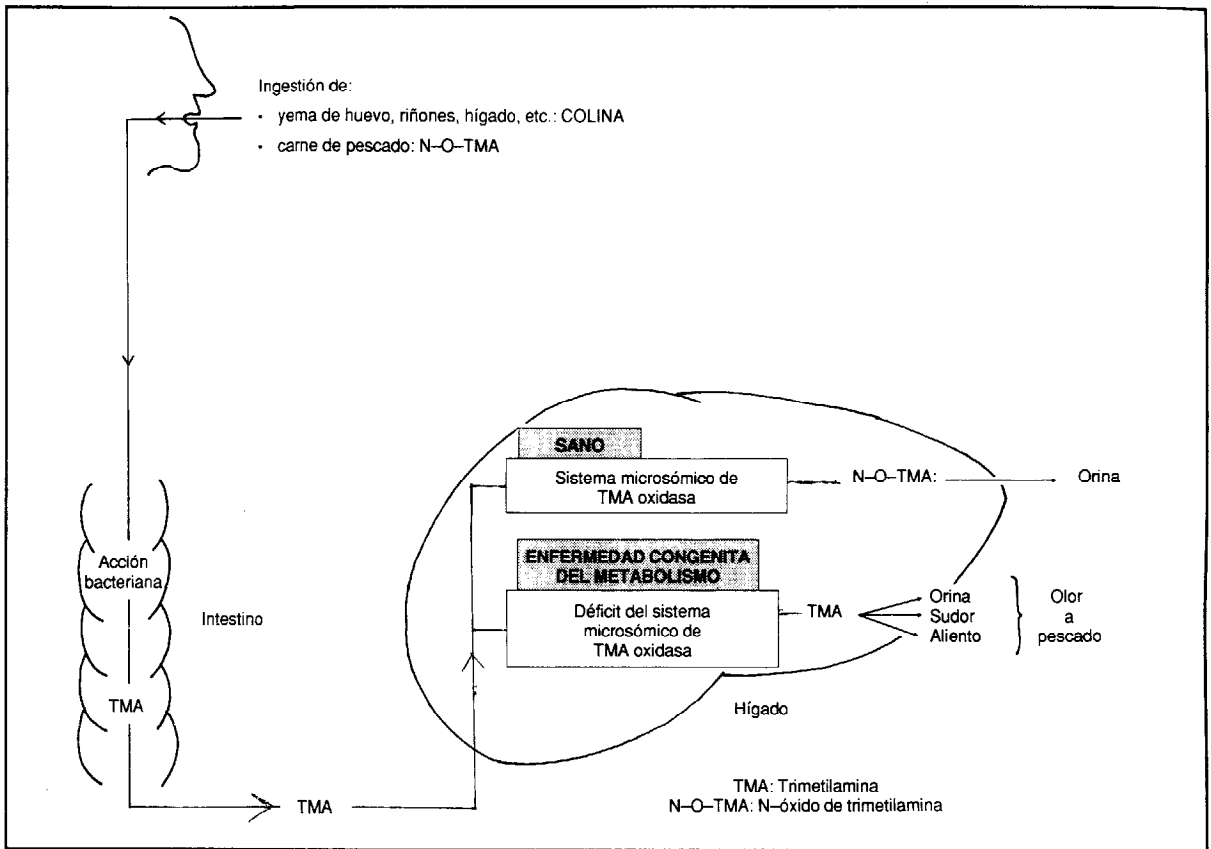 Ingestión de:
• yema de huevo, riñones, hígado, etc.: COLINA
• carne de pescado: N–O–TMA
SANO
Sistema microsómico de
TMA oxidasa
N–O–TMA:
Orina
ENFERMEDAD CONGENITA
DEL METABOLISMO
Déficit del sistema
microsómico de
TMA oxidasa
TMA
Orina
Sudor
Aliento
Olor
a
pescado
Acción
bacteriana
Intestino
TMA
Hígado
TMA
TMA: Trimetilamina
N–O–TMA: N–óxido de trimetilamina